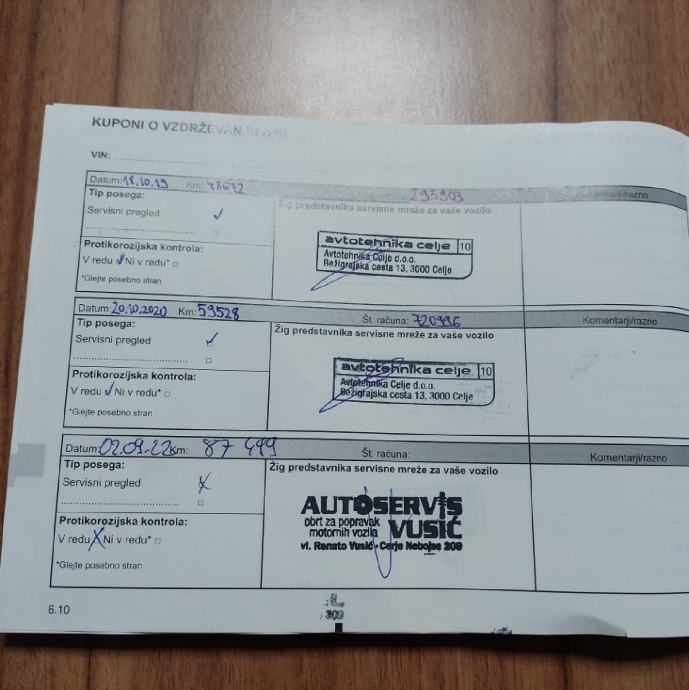 KUPONI O VZDRŽEVANJU
VIN:
Datum: 18.10.19 Km: 48672 295903 Komentarji/razno
Tip posega:
Servisni pregled ✓
Žig predstavnika servisne mreže za vaše vozilo
Protikorozijska kontrola:
V redu ✓ Ni v redu* □
*Glejte posebno stran
avtotehnika celje 10
Avtotehnika Celje d.o.o.
Bežigrajska cesta 13, 3000 Celje
Datum: 20.10.2020 Km: 59528 Št. računa: 720996 Komentarji/razno
Tip posega:
Servisni pregled ✓
Žig predstavnika servisne mreže za vaše vozilo
Protikorozijska kontrola:
V redu ✓ Ni v redu* □
*Glejte posebno stran
avtotehnika celje 10
Avtotehnika Celje d.o.o.
Bežigrajska cesta 13, 3000 Celje
Datum: 02.09.22 Km: 87 499 Št. računa: Komentarji/razno
Tip posega:
Servisni pregled X
Žig predstavnika servisne mreže za vaše vozilo
Protikorozijska kontrola:
V redu X Ni v redu* □
*Glejte posebno stran
AUTOSERVIS
obrt za popravak
motornih vozila VUSIĆ
vl. Renato Vusić - Cerje Nebojse 209
6.10